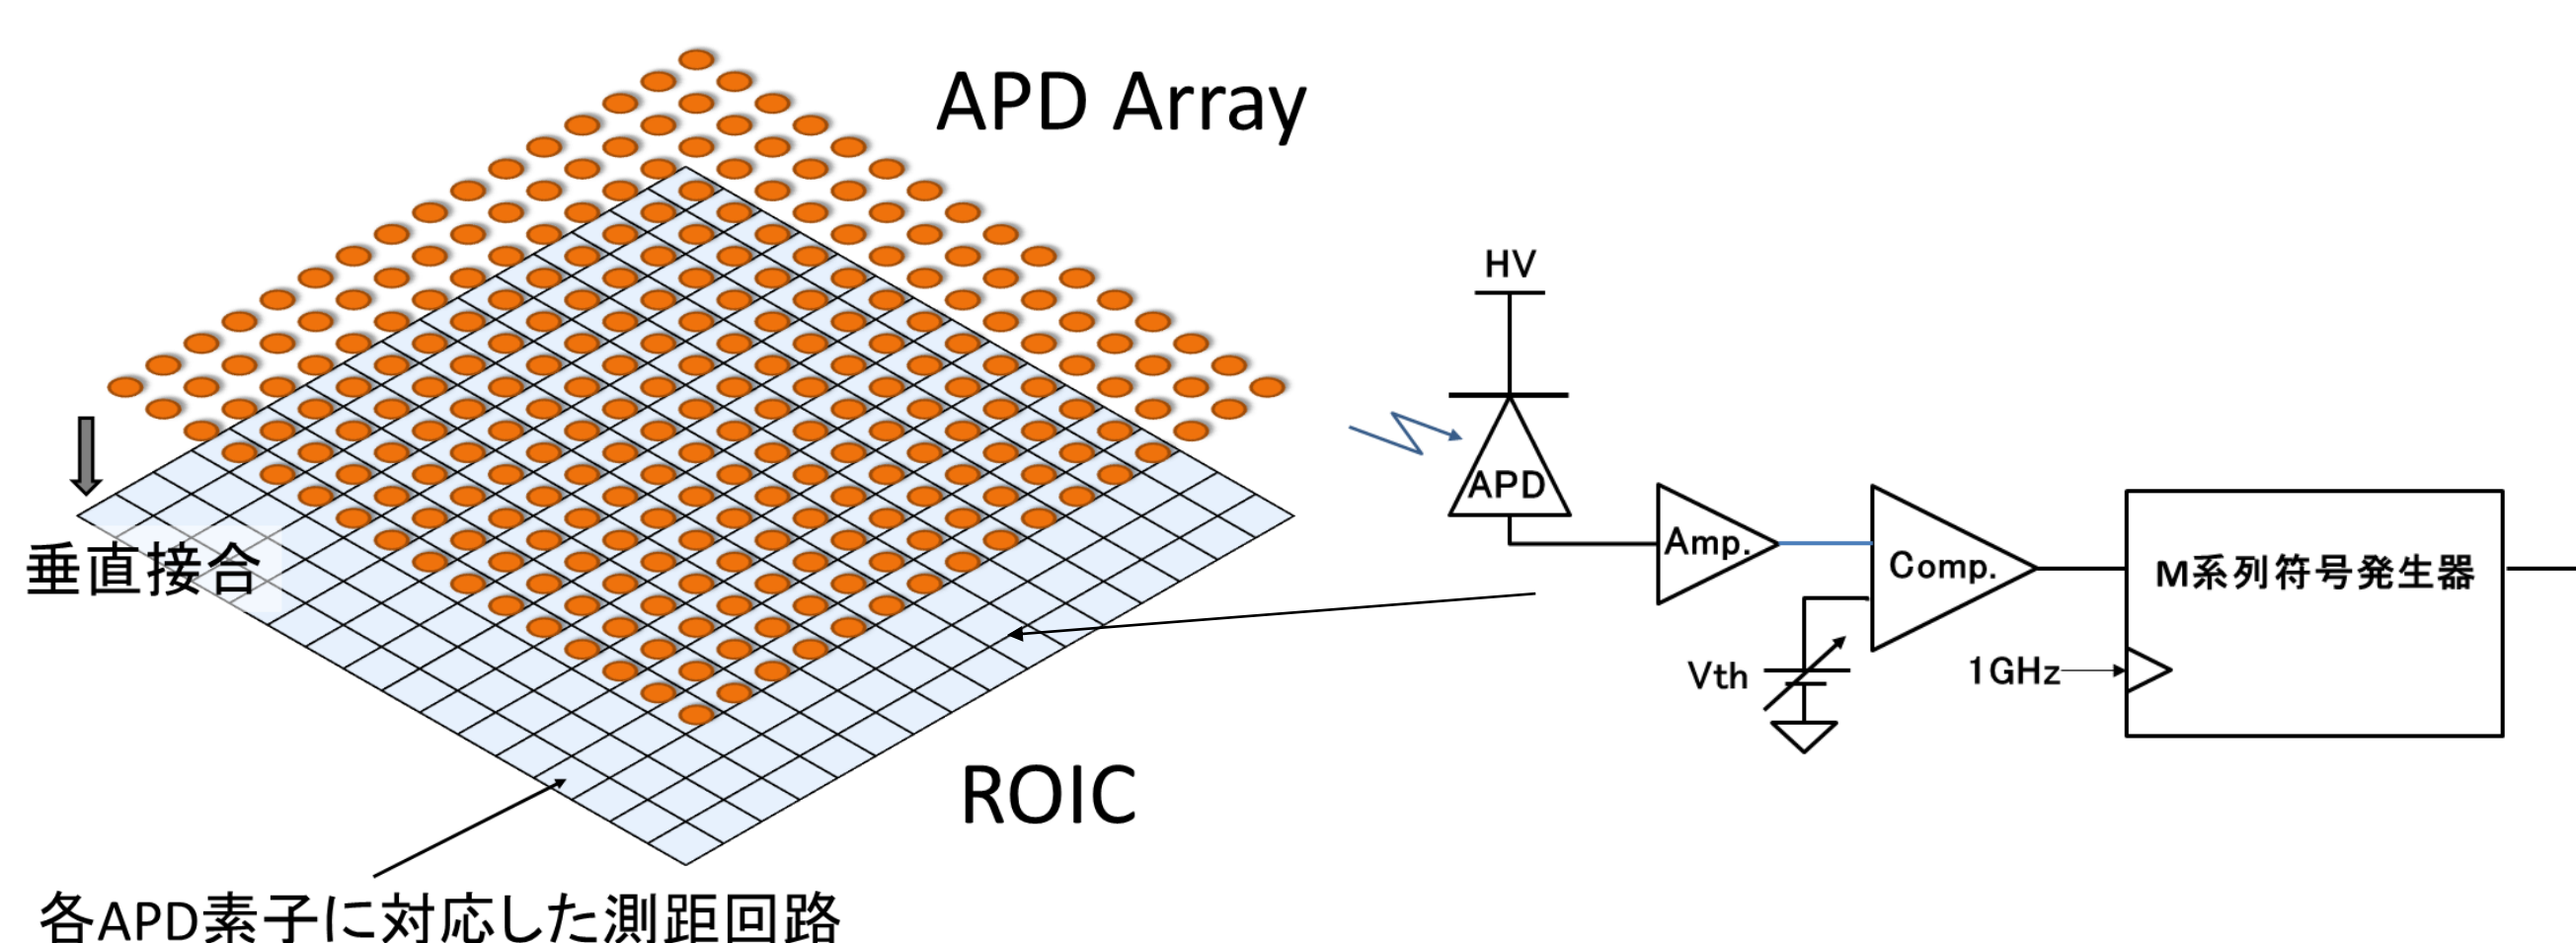 APD Array
HV
APD
垂直接合
Amp.
Comp.
M系列符号発生器
Vth
1GHz
ROIC
各APD素子に対応した測距回路